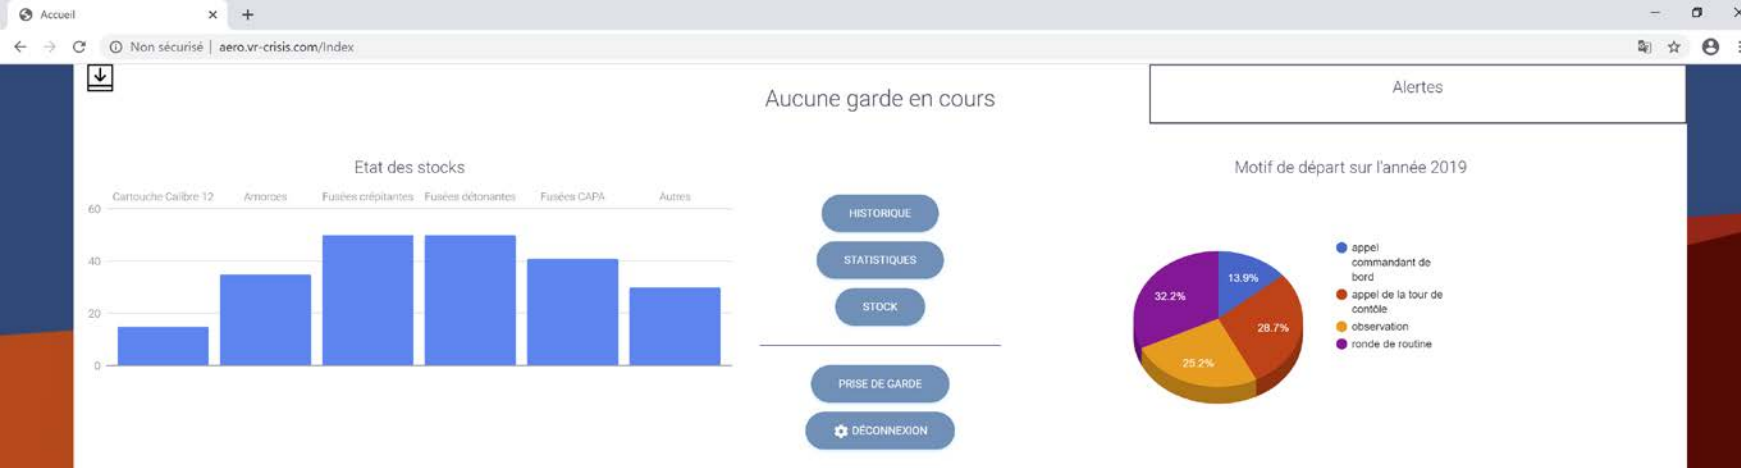 Accueil
Non sécurisé | aero.vr-crisis.com/Index
Aucune garde en cours
Alertes
Etat des stocks
Cartouche Calibre 12 Amorces Fusées crépitantes Fusées détonantes Fusées CAPA Autres
60
40
20
0
HISTORIQUE
STATISTIQUES
STOCK
PRISE DE GARDE
DÉCONNEXION
Motif de départ sur l'année 2019
13.9%
28.7%
25.2%
32.2%
appel
commandant de
bord
appel de la tour de
contôle
observation
ronde de routine